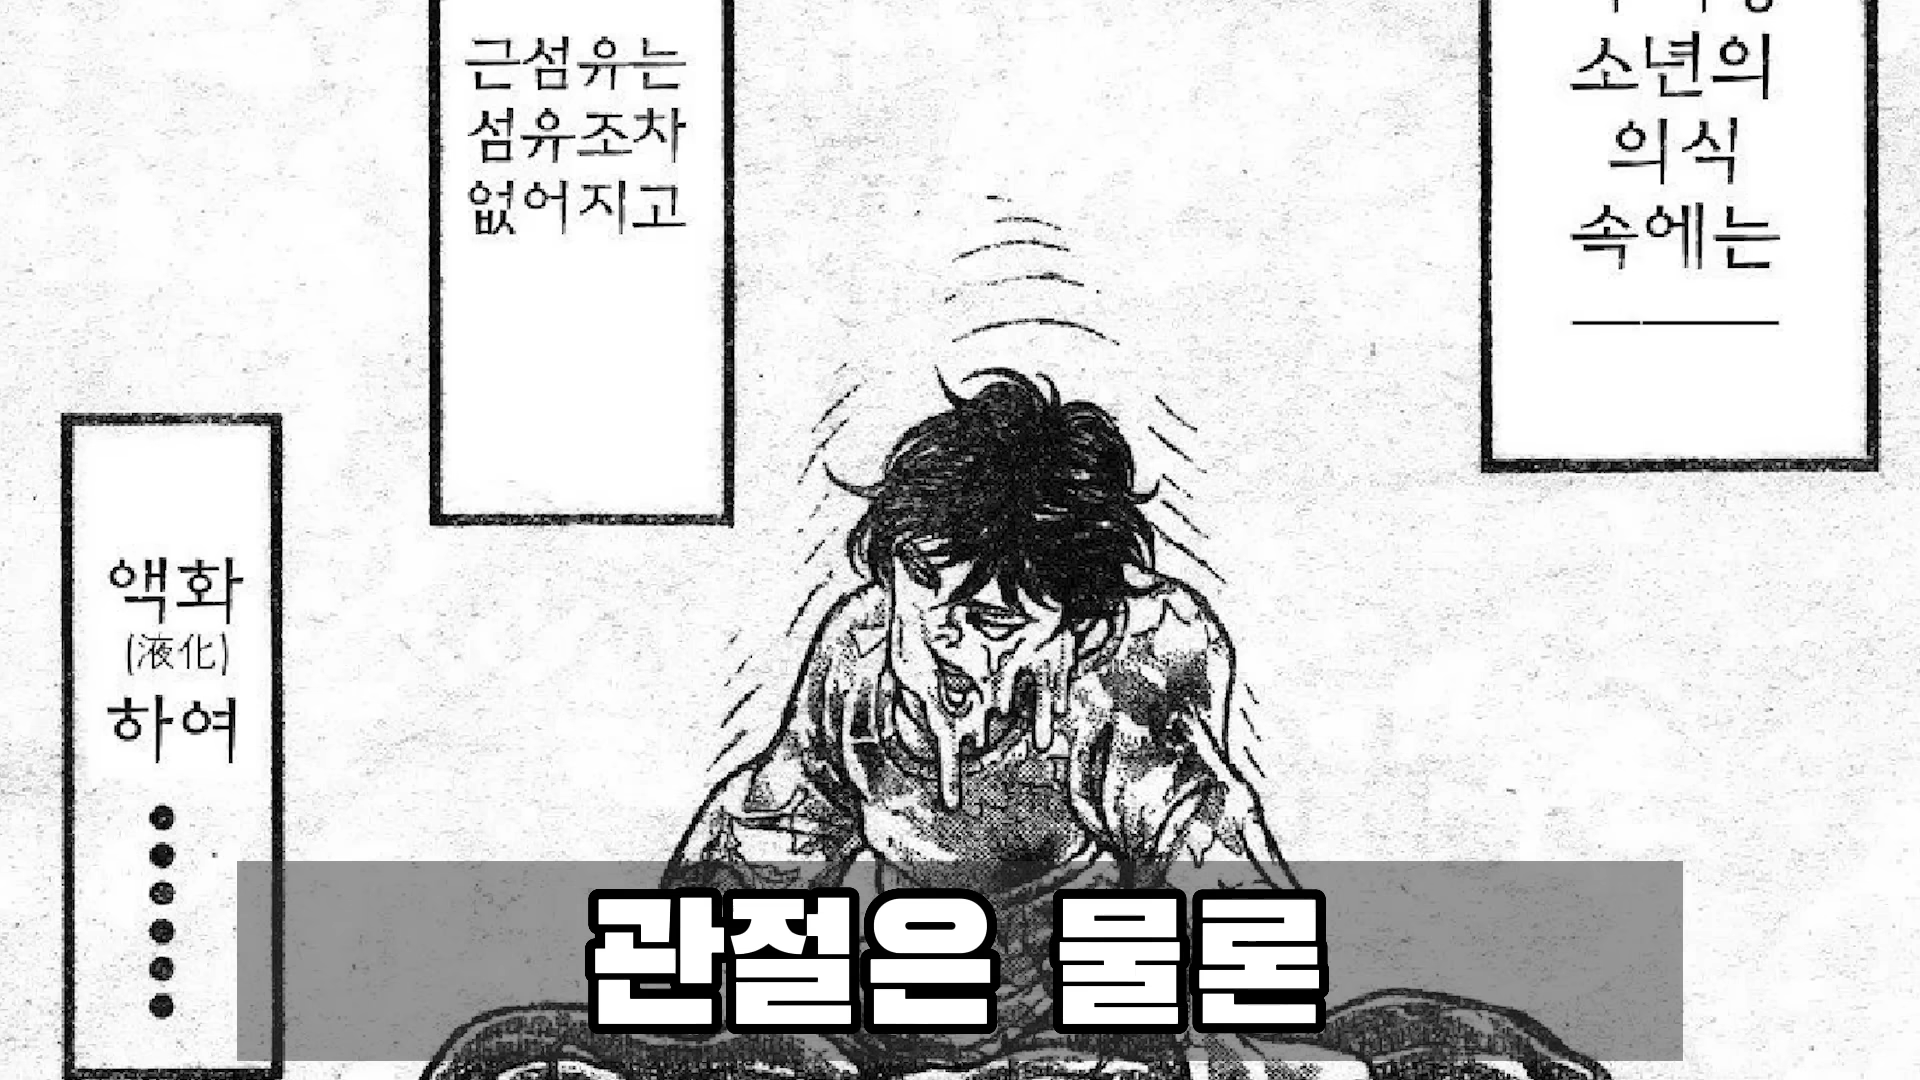 소년의
의식
속에는
근섬유는
섬유조차
없어지고
액화
(液化)
하여
관절은 물론